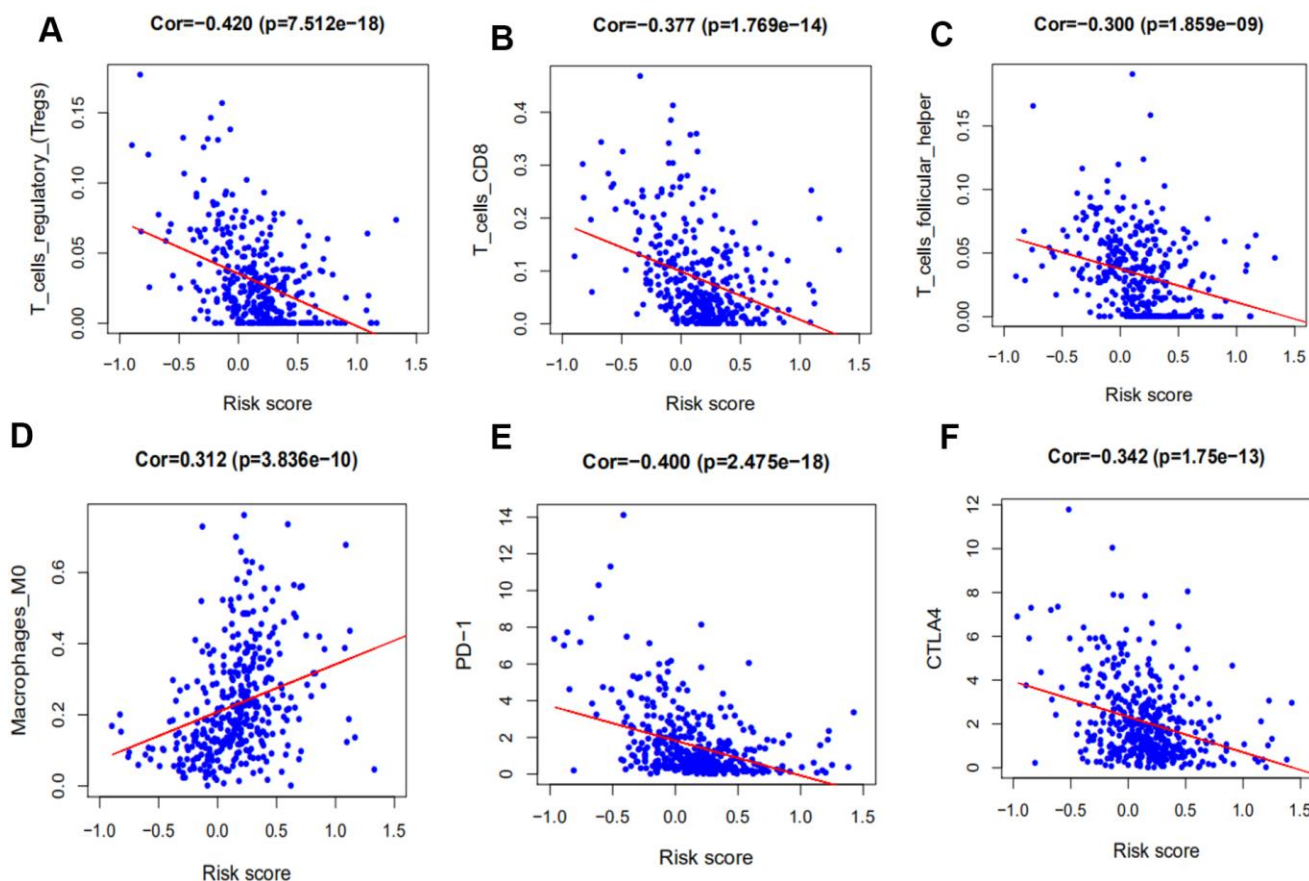 A
Cor=−0.420 (p=7.512e−18)
T_cells_regulatory_(Tregs)
0.15
0.10
0.05
0.00
−1.0 −0.5 0.0 0.5 1.0 1.5
Risk score
B
Cor=−0.377 (p=1.769e−14)
T_cells_CD8
0.4
0.3
0.2
0.1
0.0
−1.0 −0.5 0.0 0.5 1.0 1.5
Risk score
C
Cor=−0.300 (p=1.859e−09)
T_cells_follicular_helper
0.15
0.10
0.05
0.00
−1.0 −0.5 0.0 0.5 1.0 1.5
Risk score
D
Cor=0.312 (p=3.836e−10)
Macrophages_M0
0.6
0.4
0.2
0.0
−1.0 −0.5 0.0 0.5 1.0 1.5
Risk score
E
Cor=−0.400 (p=2.475e−18)
PD-1
14
12
10
8
6
4
2
0
−1.0 −0.5 0.0 0.5 1.0 1.5
Risk score
F
Cor=−0.342 (p=1.75e−13)
CTLA4
12
10
8
6
4
2
0
−1.0 −0.5 0.0 0.5 1.0 1.5
Risk score